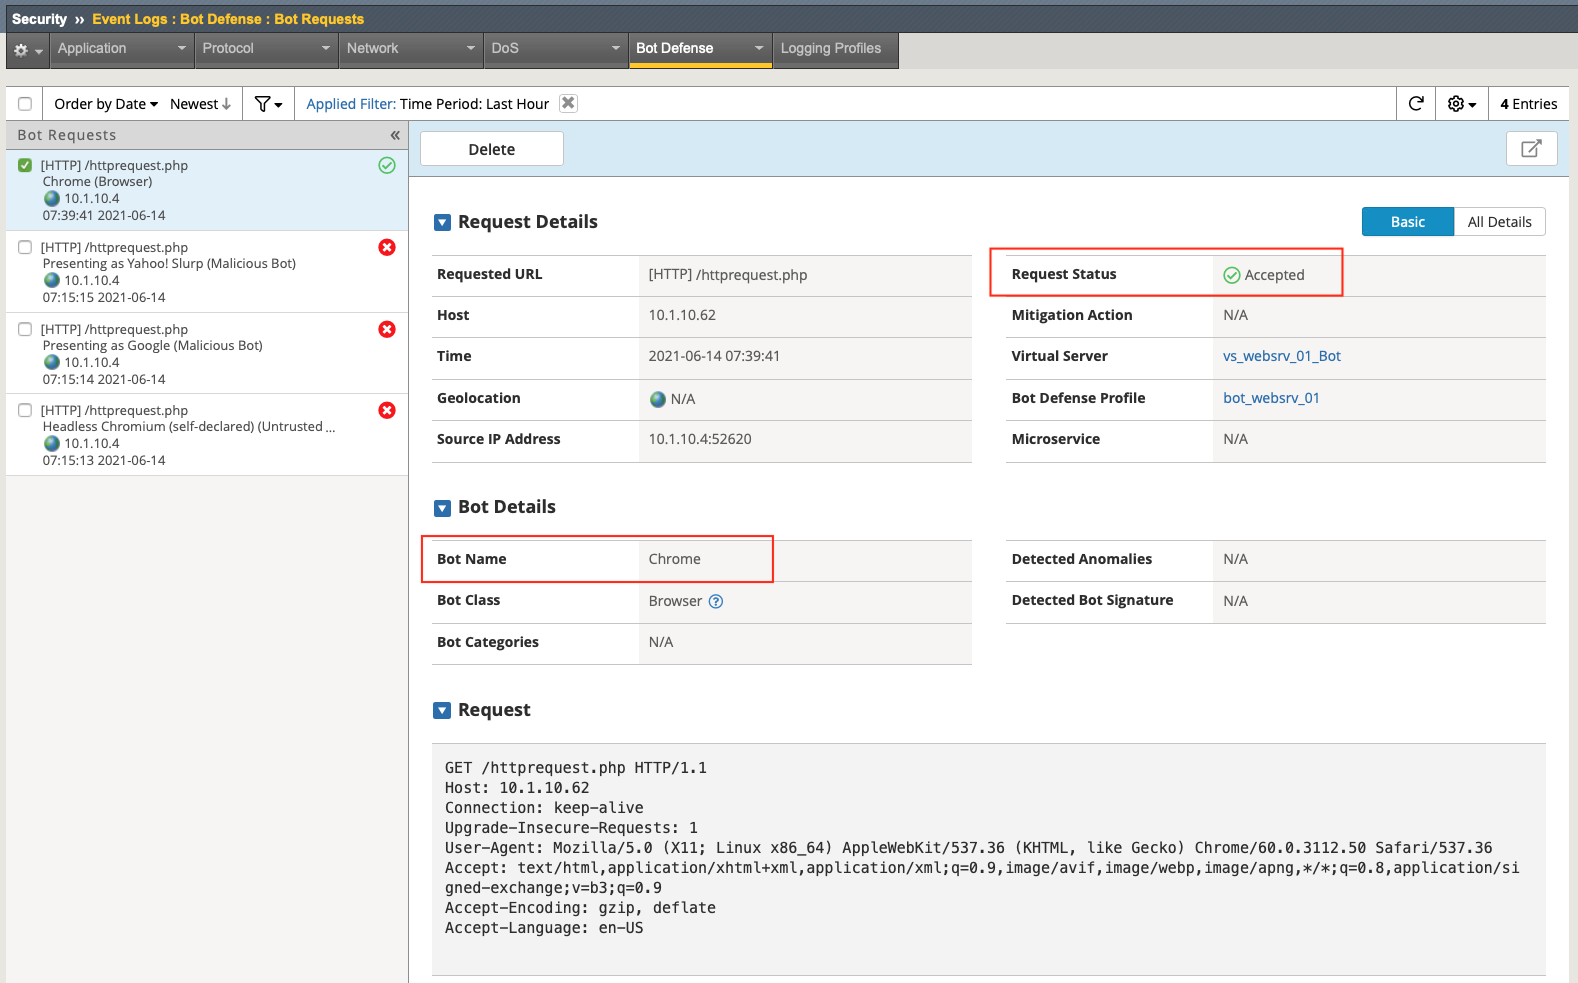 Security ›› Event Logs : Bot Defense : Bot Requests
Application Protocol Network DoS Bot Defense Logging Profiles
Order by Date Newest Applied Filter: Time Period: Last Hour 4 Entries
Bot Requests «
[HTTP] /httprequest.php
Chrome (Browser)
10.1.10.4
07:39:41 2021-06-14
[HTTP] /httprequest.php
Presenting as Yahoo! Slurp (Malicious Bot)
10.1.10.4
07:15:15 2021-06-14
[HTTP] /httprequest.php
Presenting as Google (Malicious Bot)
10.1.10.4
07:15:14 2021-06-14
[HTTP] /httprequest.php
Headless Chromium (self-declared) (Untrusted ...
10.1.10.4
07:15:13 2021-06-14
Delete
Request Details
Basic All Details
Requested URL [HTTP] /httprequest.php
Host 10.1.10.62
Time 2021-06-14 07:39:41
Geolocation N/A
Source IP Address 10.1.10.4:52620
Request Status Accepted
Mitigation Action N/A
Virtual Server vs_websrv_01_Bot
Bot Defense Profile bot_websrv_01
Microservice N/A
Bot Details
Bot Name Chrome
Bot Class Browser ?
Bot Categories N/A
Detected Anomalies N/A
Detected Bot Signature N/A
Request
GET /httprequest.php HTTP/1.1
Host: 10.1.10.62
Connection: keep-alive
Upgrade-Insecure-Requests: 1
User-Agent: Mozilla/5.0 (X11; Linux x86_64) AppleWebKit/537.36 (KHTML, like Gecko) Chrome/60.0.3112.50 Safari/537.36
Accept: text/html,application/xhtml+xml,application/xml;q=0.9,image/avif,image/webp,image/apng,*/*;q=0.8,application/si
gned-exchange;v=b3;q=0.9
Accept-Encoding: gzip, deflate
Accept-Language: en-US